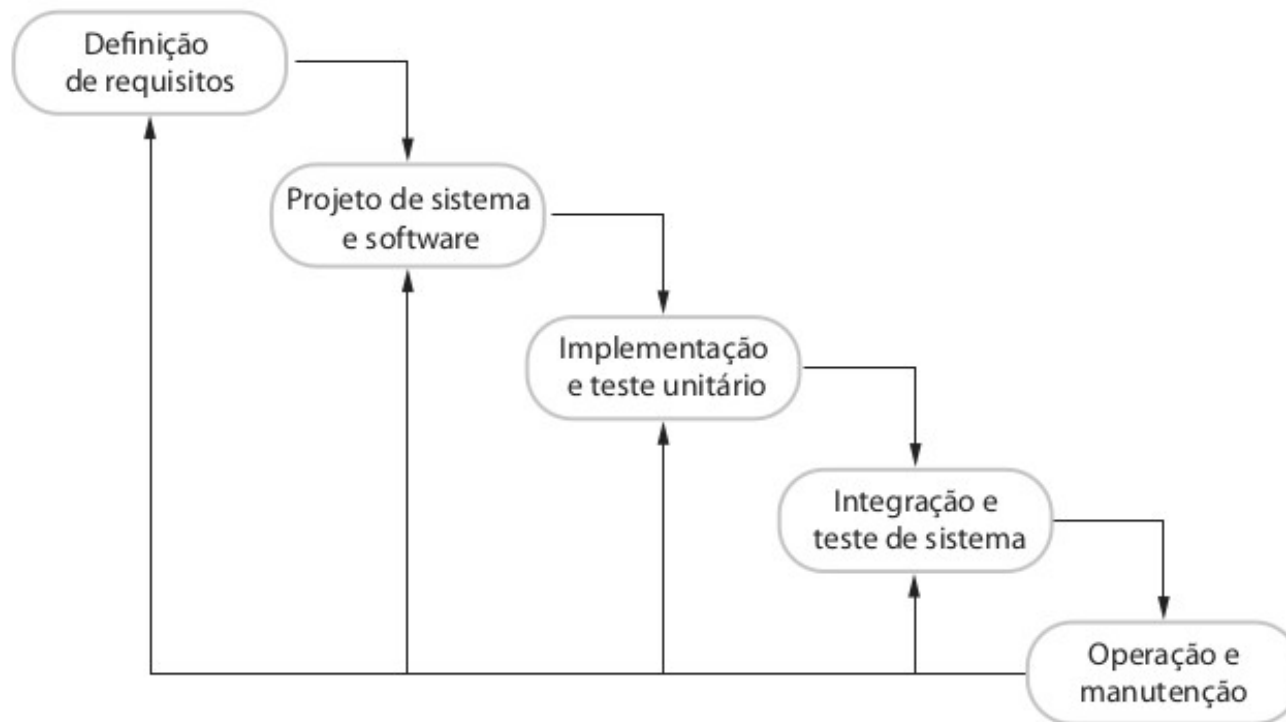 Definição
de requisitos
Projeto de sistema
e software
Implementação
e teste unitário
Integração e
teste de sistema
Operação e
manutenção